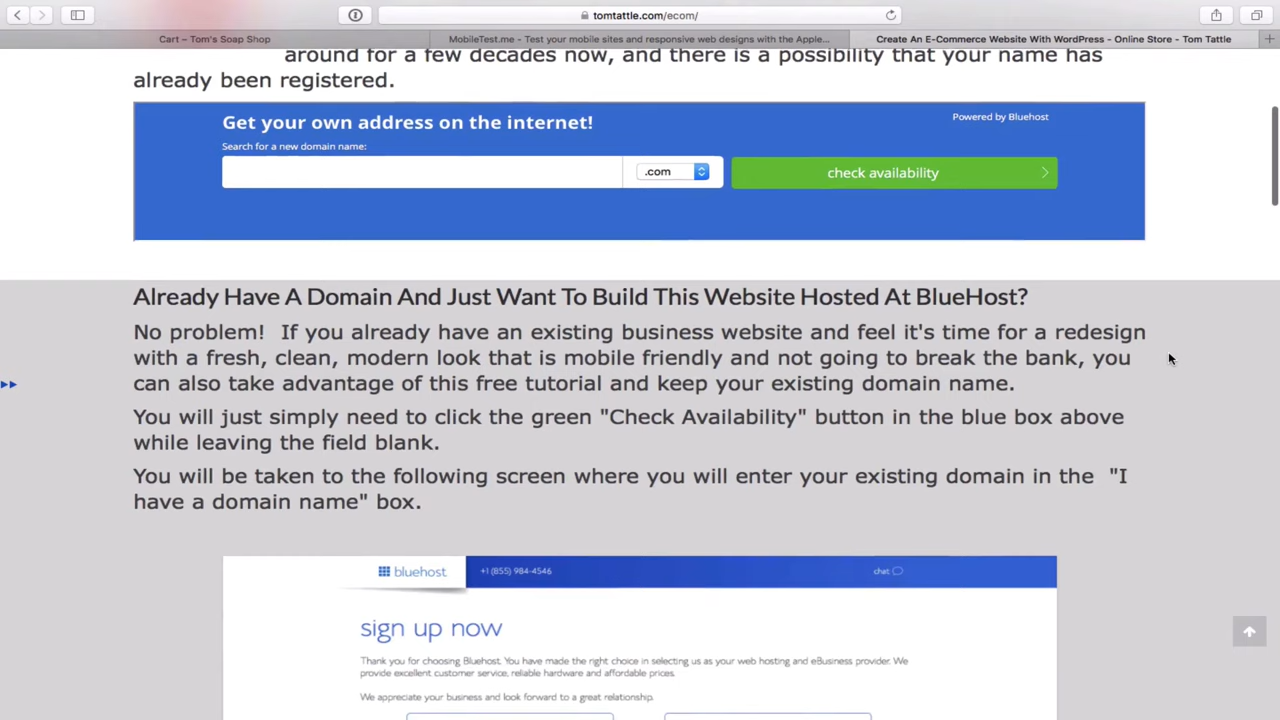 tomtattle.com/ecom/
Cart – Tom's Soap Shop
MobileTest.me - Test your mobile sites and responsive web designs with the Apple...
Create An E-Commerce Website With WordPress - Online Store - Tom Tattle
around for a few decades now, and there is a possibility that your name has
already been registered.
Get your own address on the internet!
Powered by Bluehost
Search for a new domain name:
.com
check availability
Already Have A Domain And Just Want To Build This Website Hosted At BlueHost?
No problem!  If you already have an existing business website and feel it's time for a redesign
with a fresh, clean, modern look that is mobile friendly and not going to break the bank, you
can also take advantage of this free tutorial and keep your existing domain name.
You will just simply need to click the green "Check Availability" button in the blue box above
while leaving the field blank.
You will be taken to the following screen where you will enter your existing domain in the  "I
have a domain name" box.
bluehost
+1 (855) 984-4546
chat
sign up now
Thank you for choosing Bluehost. You have made the right choice in selecting us as your web hosting and eBusiness provider. We
provide excellent customer service, reliable hardware and affordable prices.
We appreciate your business and look forward to a great relationship.